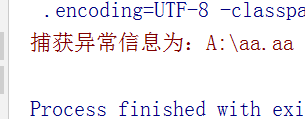 .encoding=UTF-8 -classpa
捕获异常信息为：A:\aa.aa
Process finished with exi